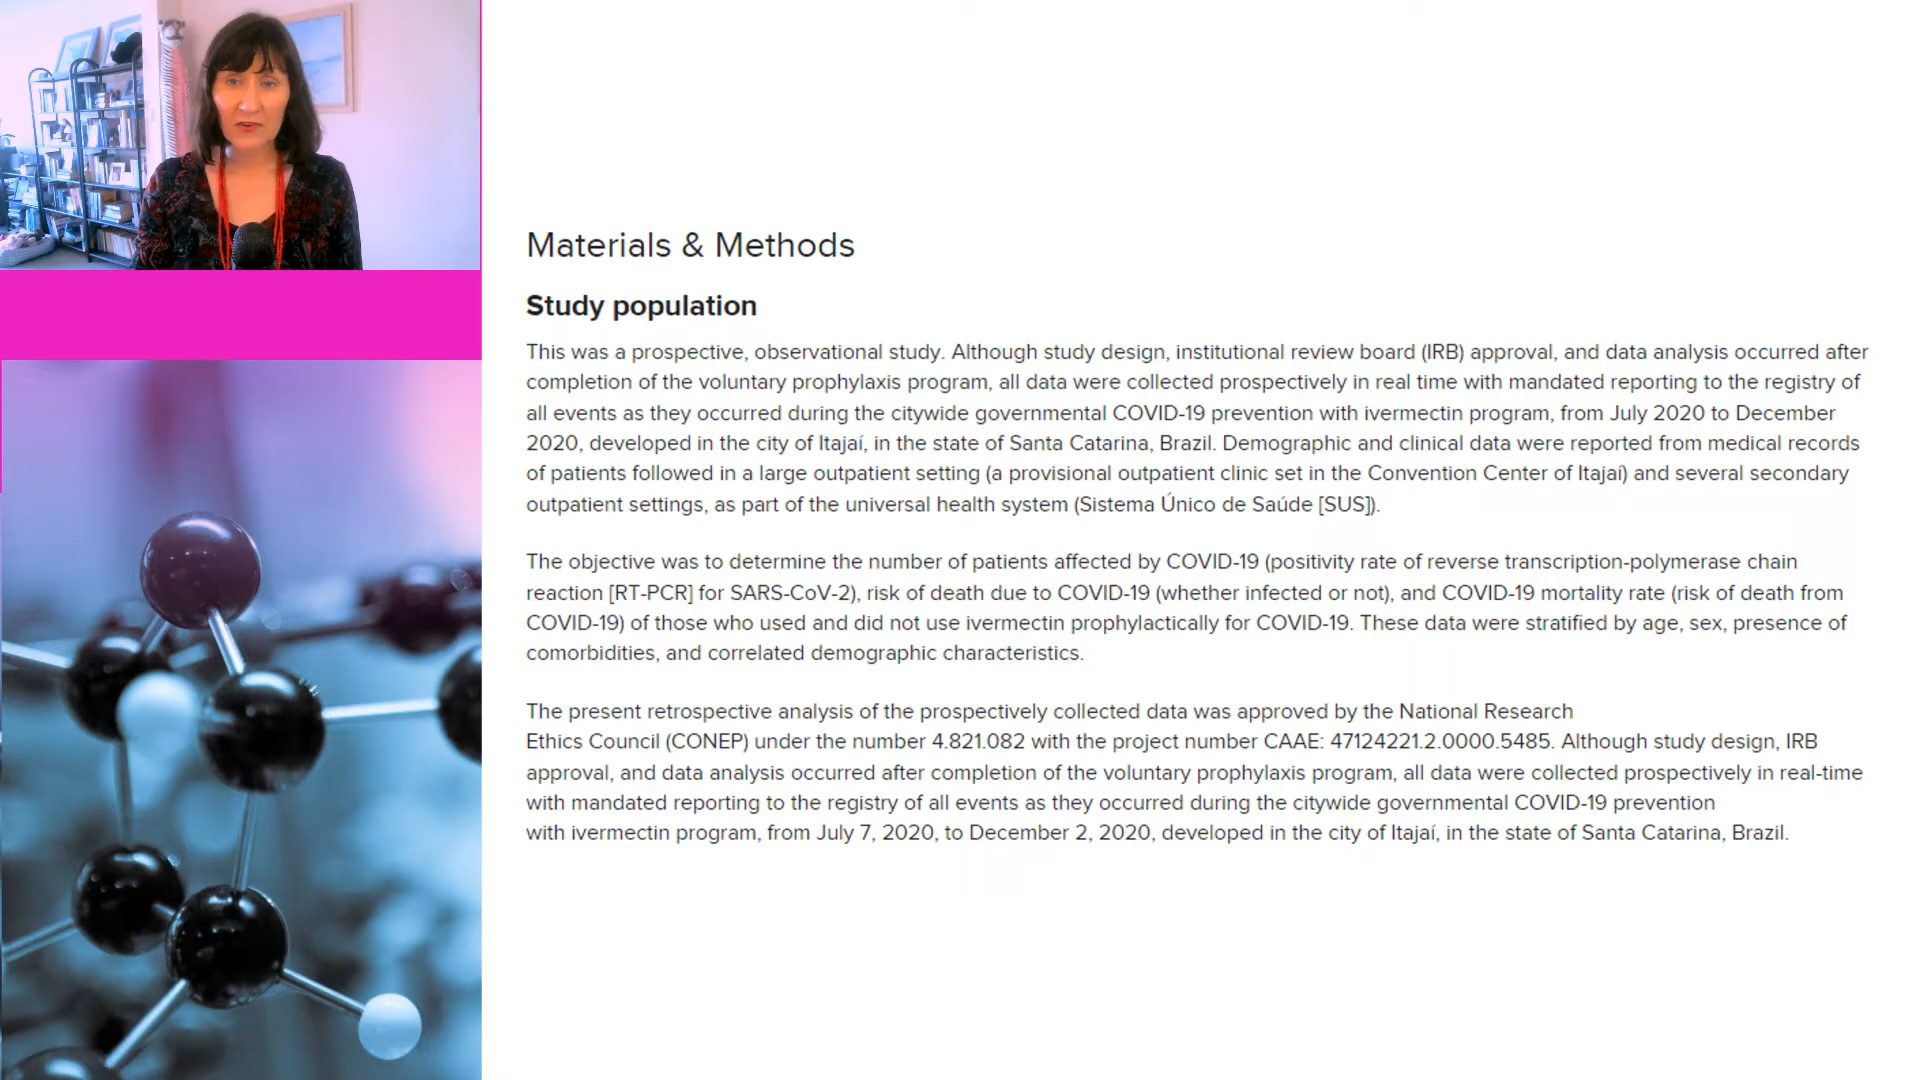 Materials & Methods
Study population
This was a prospective, observational study. Although study design, institutional review board (IRB) approval, and data analysis occurred after
completion of the voluntary prophylaxis program, all data were collected prospectively in real time with mandated reporting to the registry of
all events as they occurred during the citywide governmental COVID-19 prevention with ivermectin program, from July 2020 to December
2020, developed in the city of Itajaí, in the state of Santa Catarina, Brazil. Demographic and clinical data were reported from medical records
of patients followed in a large outpatient setting (a provisional outpatient clinic set in the Convention Center of Itajaí) and several secondary
outpatient settings, as part of the universal health system (Sistema Único de Saúde [SUS]).
The objective was to determine the number of patients affected by COVID-19 (positivity rate of reverse transcription-polymerase chain
reaction [RT-PCR] for SARS-CoV-2), risk of death due to COVID-19 (whether infected or not), and COVID-19 mortality rate (risk of death from
COVID-19) of those who used and did not use ivermectin prophylactically for COVID-19. These data were stratified by age, sex, presence of
comorbidities, and correlated demographic characteristics.
The present retrospective analysis of the prospectively collected data was approved by the National Research
Ethics Council (CONEP) under the number 4.821.082 with the project number CAAE: 47124221.2.0000.5485. Although study design, IRB
approval, and data analysis occurred after completion of the voluntary prophylaxis program, all data were collected prospectively in real-time
with mandated reporting to the registry of all events as they occurred during the citywide governmental COVID-19 prevention
with ivermectin program, from July 7, 2020, to December 2, 2020, developed in the city of Itajaí, in the state of Santa Catarina, Brazil.